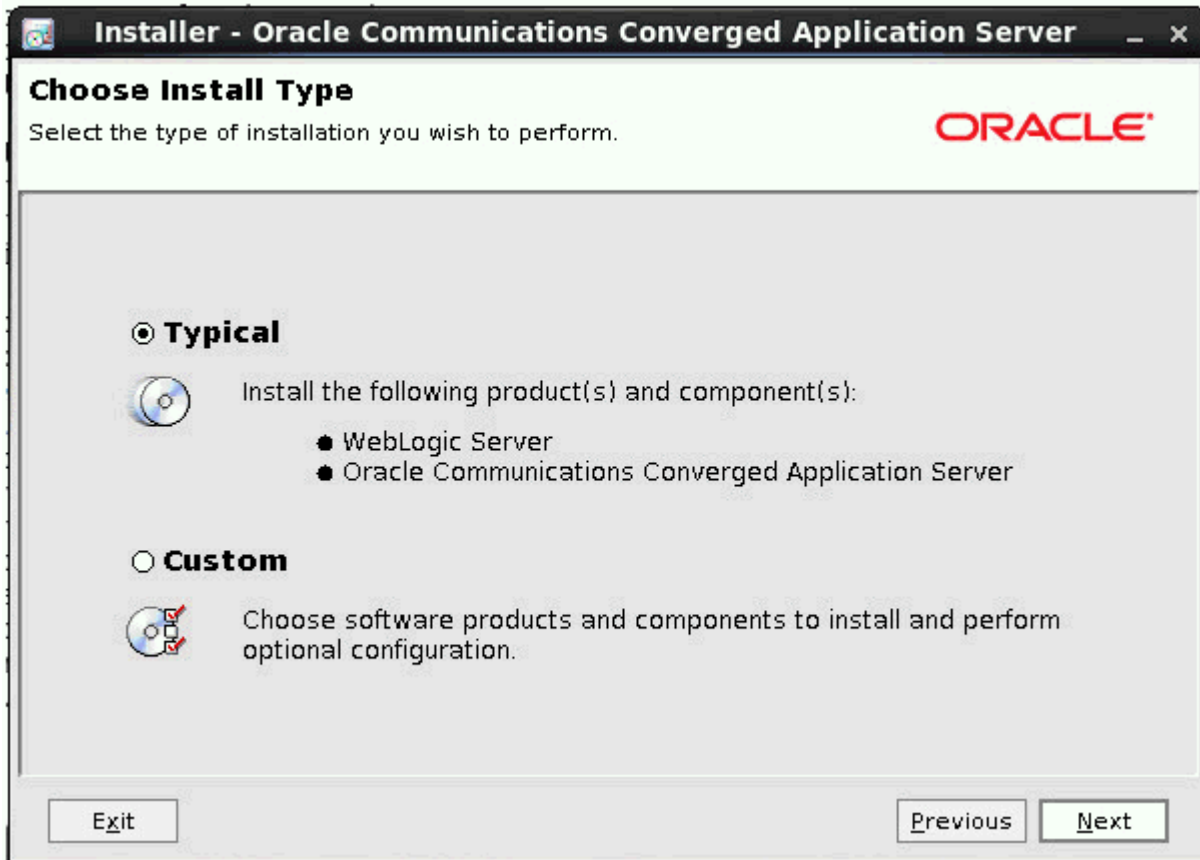 Installer - Oracle Communications Converged Application Server
Choose Install Type
Select the type of installation you wish to perform.
ORACLE
Typical
Install the following product(s) and component(s):
WebLogic Server
Oracle Communications Converged Application Server
Custom
Choose software products and components to install and perform
optional configuration.
Exit
Previous
Next